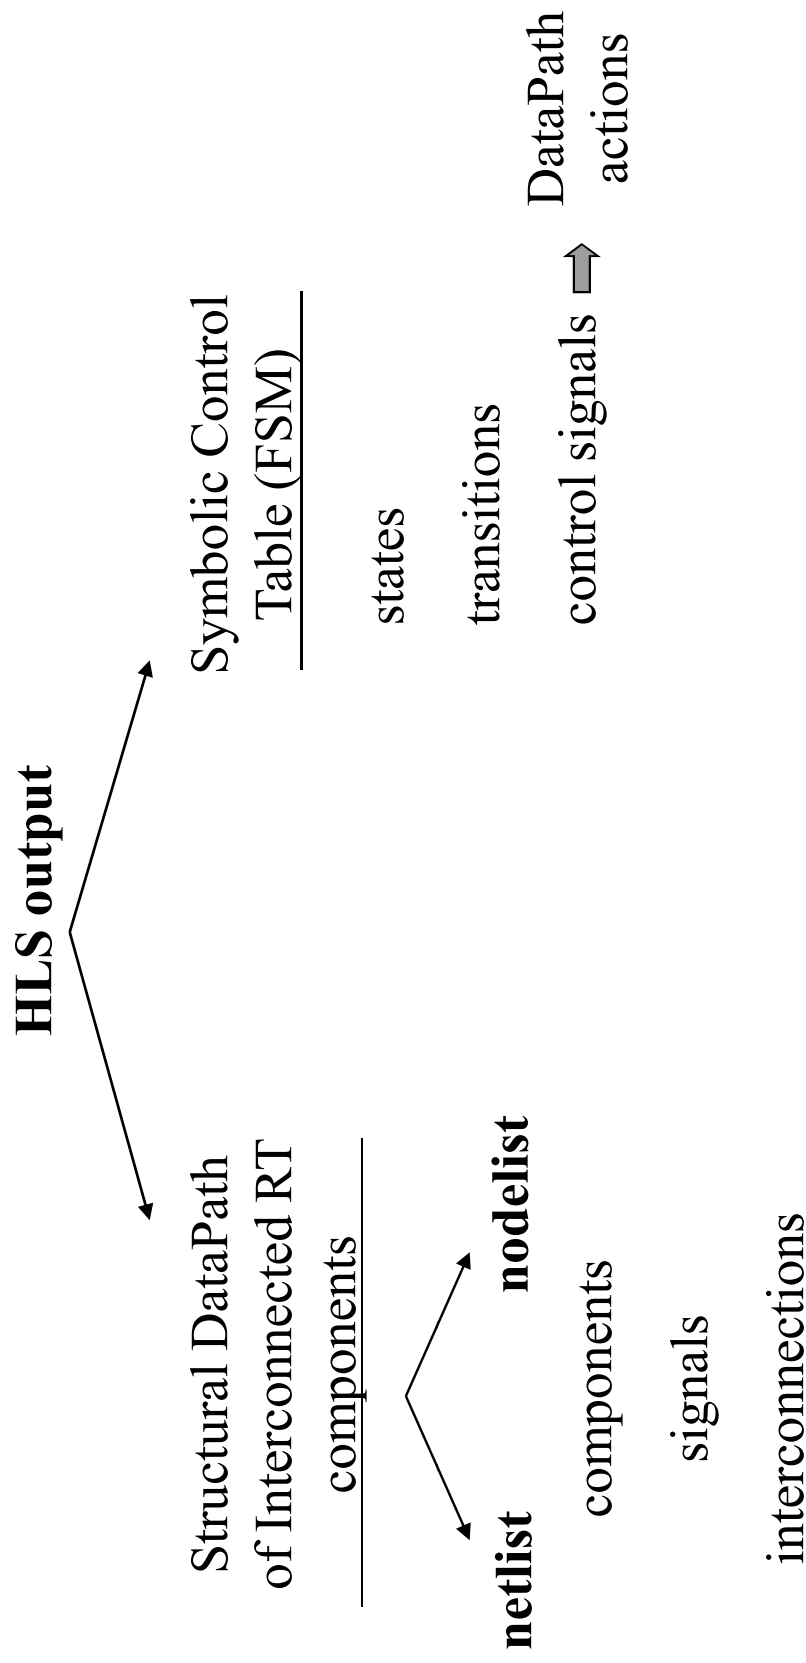 HLS output
Structural DataPath
of Interconnected RT
components
netlist
nodelist
components
signals
interconnections
Symbolic Control
Table (FSM)
states
transitions
control signals
DataPath
actions